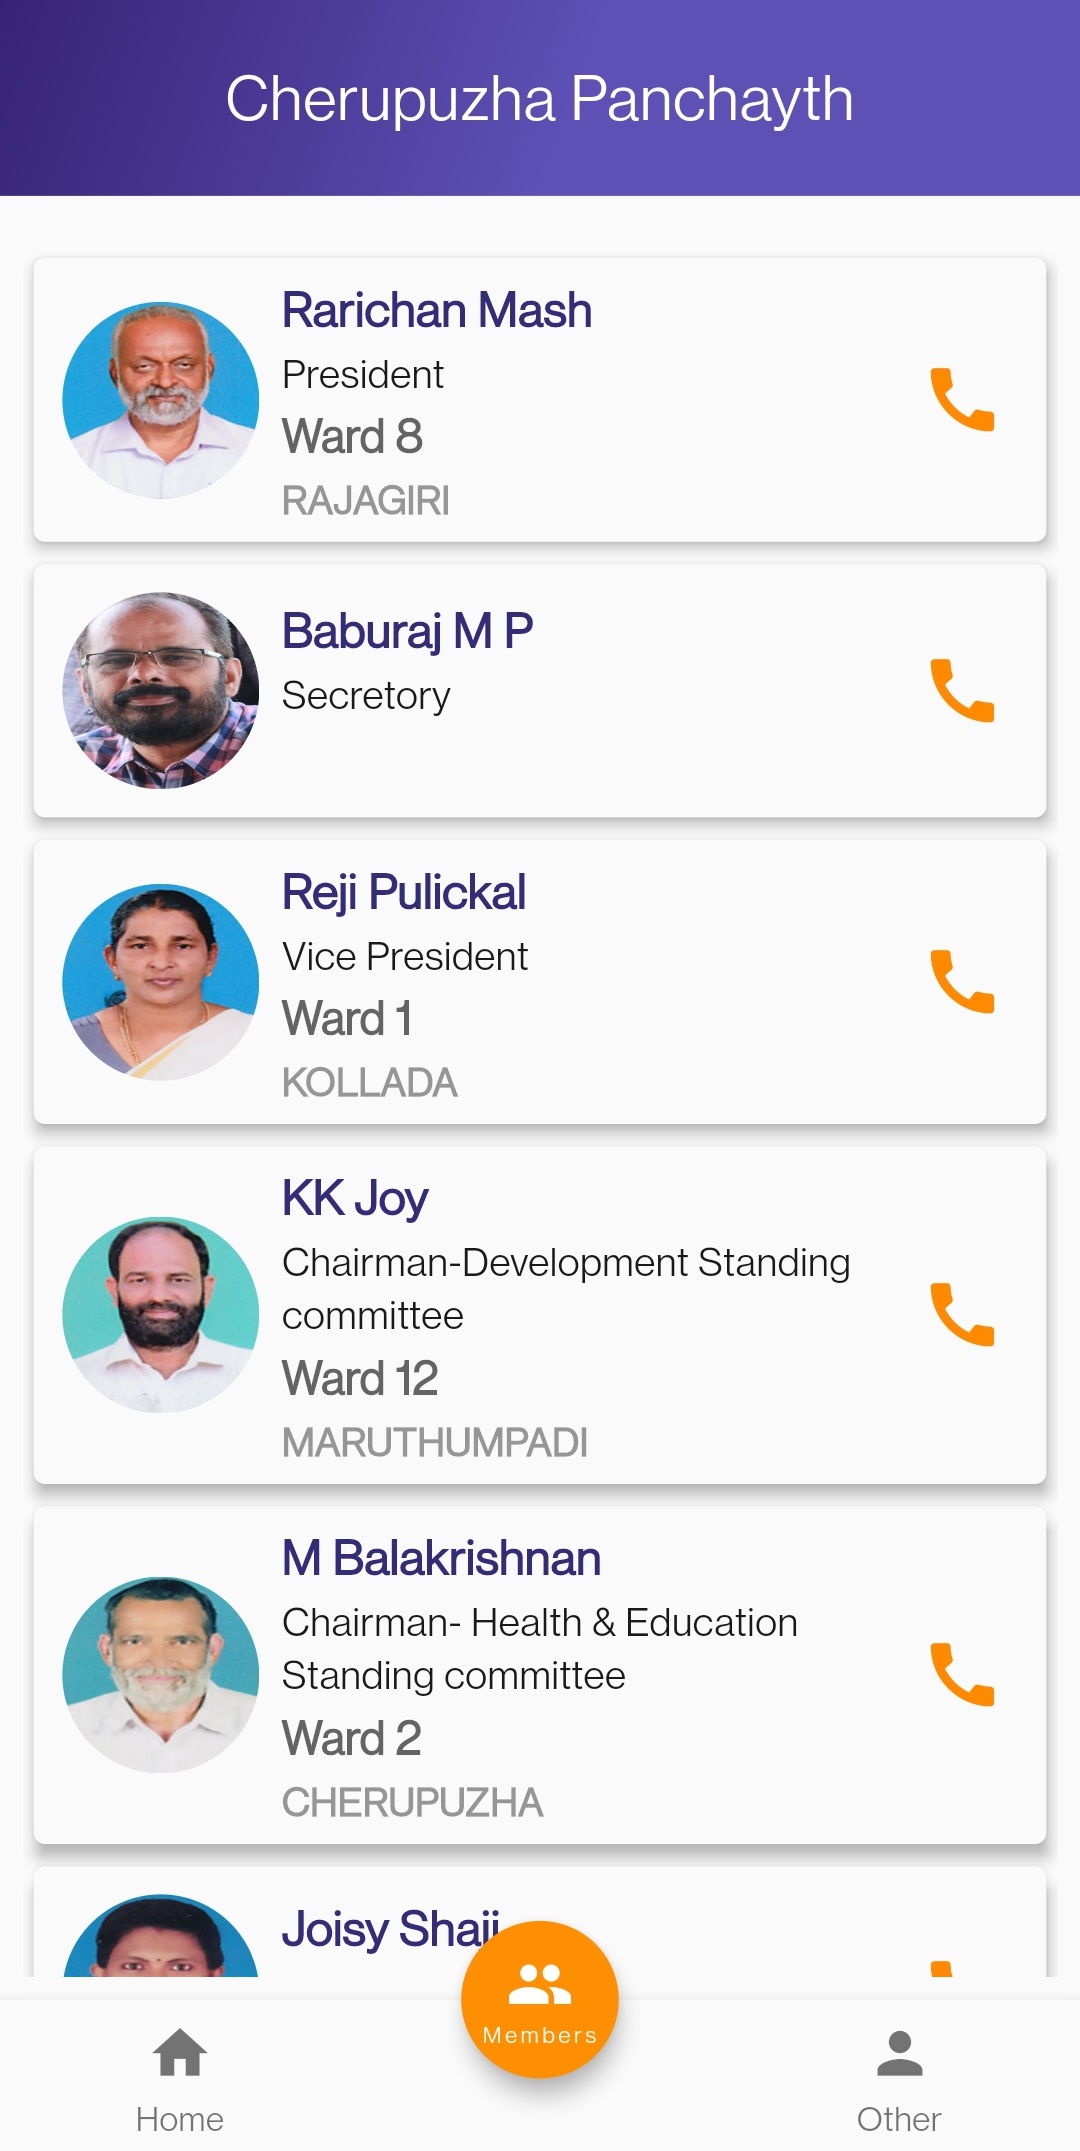 Cherupuzha Panchayth
Rarichan Mash
President
Ward 8
RAJAGIRI
Baburaj M P
Secretory
Reji Pulickal
Vice President
Ward 1
KOLLADA
KK Joy
Chairman-Development Standing
committee
Ward 12
MARUTHUMPADI
M Balakrishnan
Chairman- Health & Education
Standing committee
Ward 2
CHERUPUZHA
Joisy Shaji
Members
Home
Other